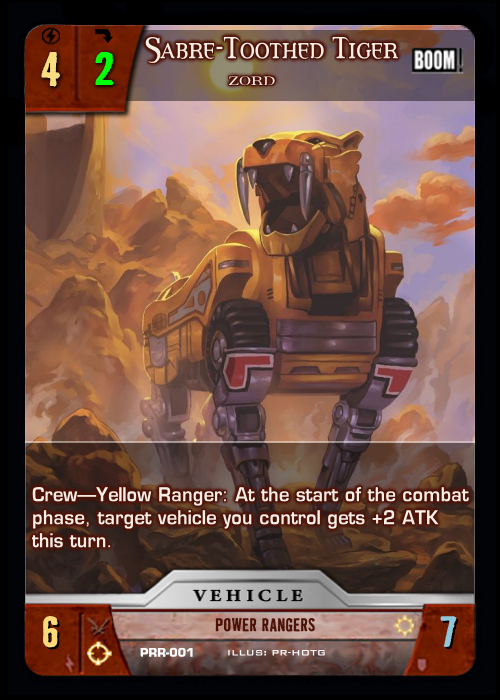 4 2 Sabre-Toothed Tiger BOOM!
ZORD
Crew—Yellow Ranger: At the start of the combat
phase, target vehicle you control gets +2 ATK
this turn.
VEHICLE
6 POWER RANGERS 7
PRR-001 ILLUS: PR-HOTG